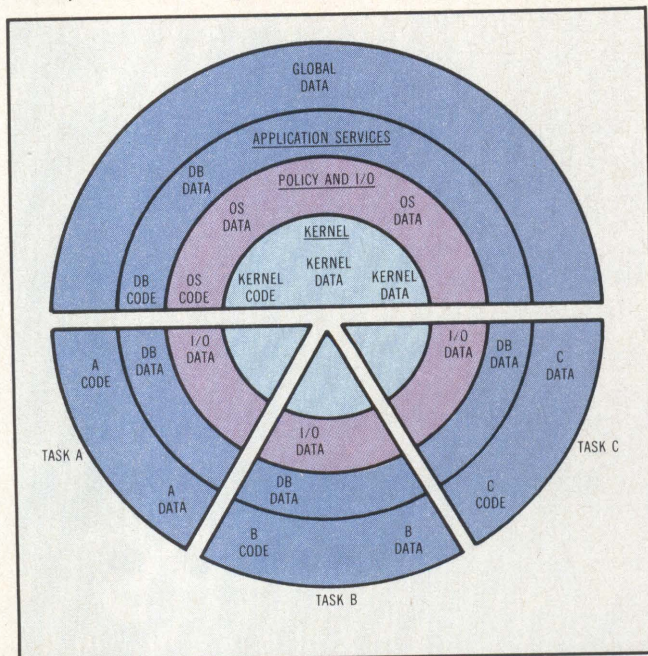 GLOBAL
DATA
APPLICATION SERVICES
DB
DATA
POLICY AND I/O
OS
DATA
OS
DATA
KERNEL
KERNEL
DATA
KERNEL
CODE
KERNEL
DATA
DB
CODE
OS
CODE
A
CODE
DB
DATA
I/O
DATA
I/O
DATA
DB
DATA
C
DATA
TASK A
A
DATA
I/O
DATA
DB
DATA
B
CODE
B
DATA
C
CODE
TASK C
TASK B